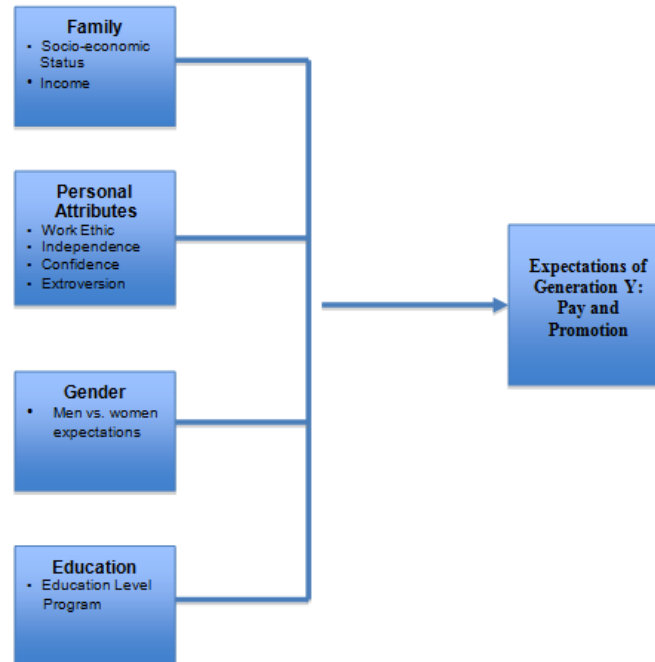 Family
• Socio-economic
Status
• Income
Personal
Attributes
• Work Ethic
• Independence
• Confidence
• Extroversion
Gender
• Men vs. women
expectations
Education
• Education Level
Program
Expectations of
Generation Y:
Pay and
Promotion